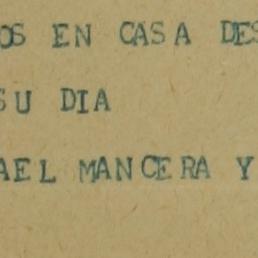 OS EN CASA DES
SU DIA
AEL MANCERA Y